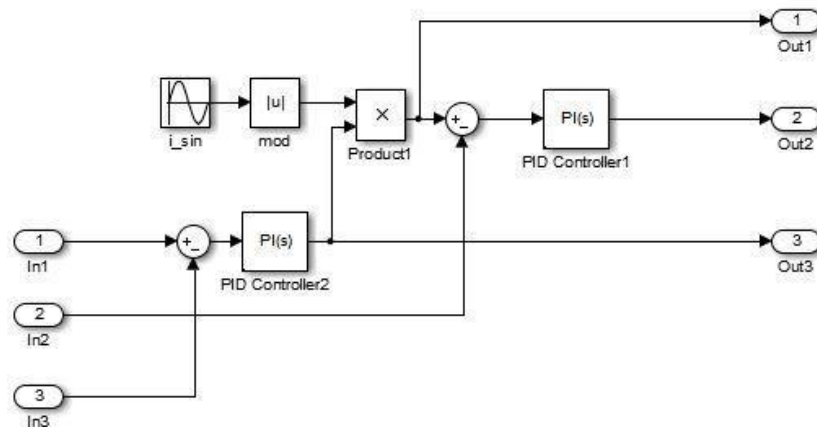 1
Out1
|u|
×
PI(s)
2
i_sin
mod
Product1
+
-
PID Controller1
Out2
1
In1
+
-
PI(s)
PID Controller2
3
Out3
2
In2
3
In3